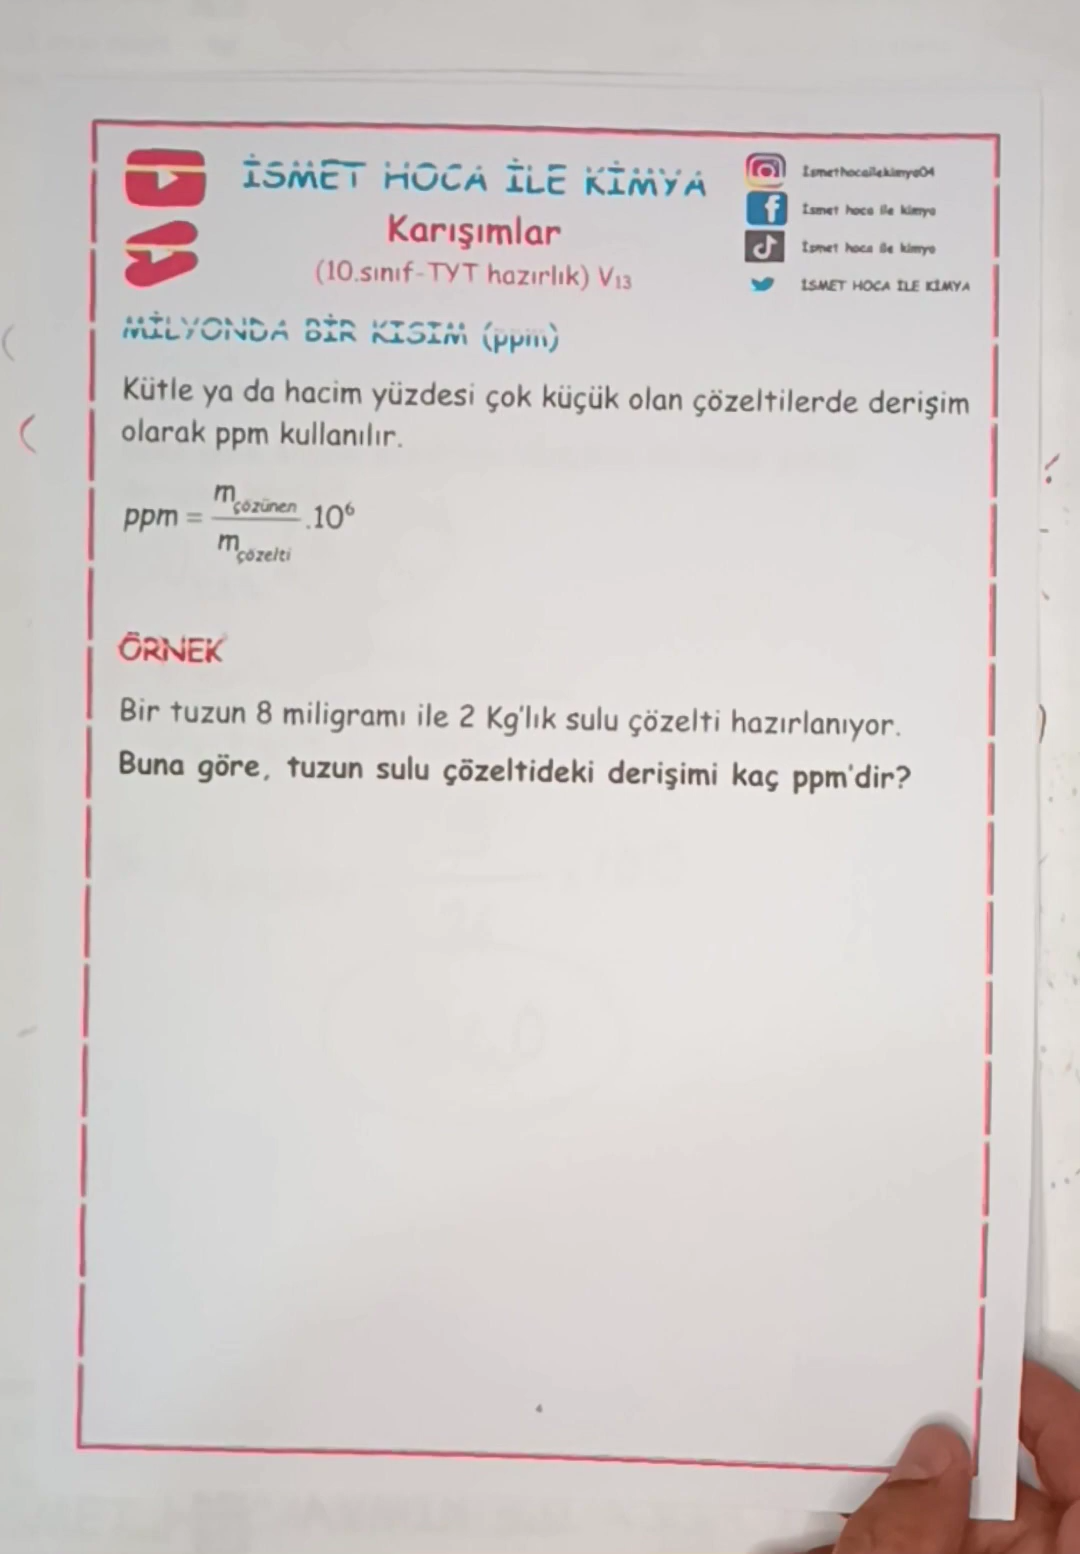 İSMET HOCA İLE KİMYA
Karışımlar
(10.sınıf-TYT hazırlık) V13
İsmethocailekimya04
İsmet hoca ile kimya
İsmet hoca ile kimya
İSMET HOCA İLE KİMYA
MİLYONDA BİR KISIM (ppm)
Kütle ya da hacim yüzdesi çok küçük olan çözeltilerde derişim
olarak ppm kullanılır.
ppm = m çözünen / m çözelti .10⁶
ÖRNEK
Bir tuzun 8 miligramı ile 2 Kg'lık sulu çözelti hazırlanıyor.
Buna göre, tuzun sulu çözeltideki derişimi kaç ppm'dir?
4